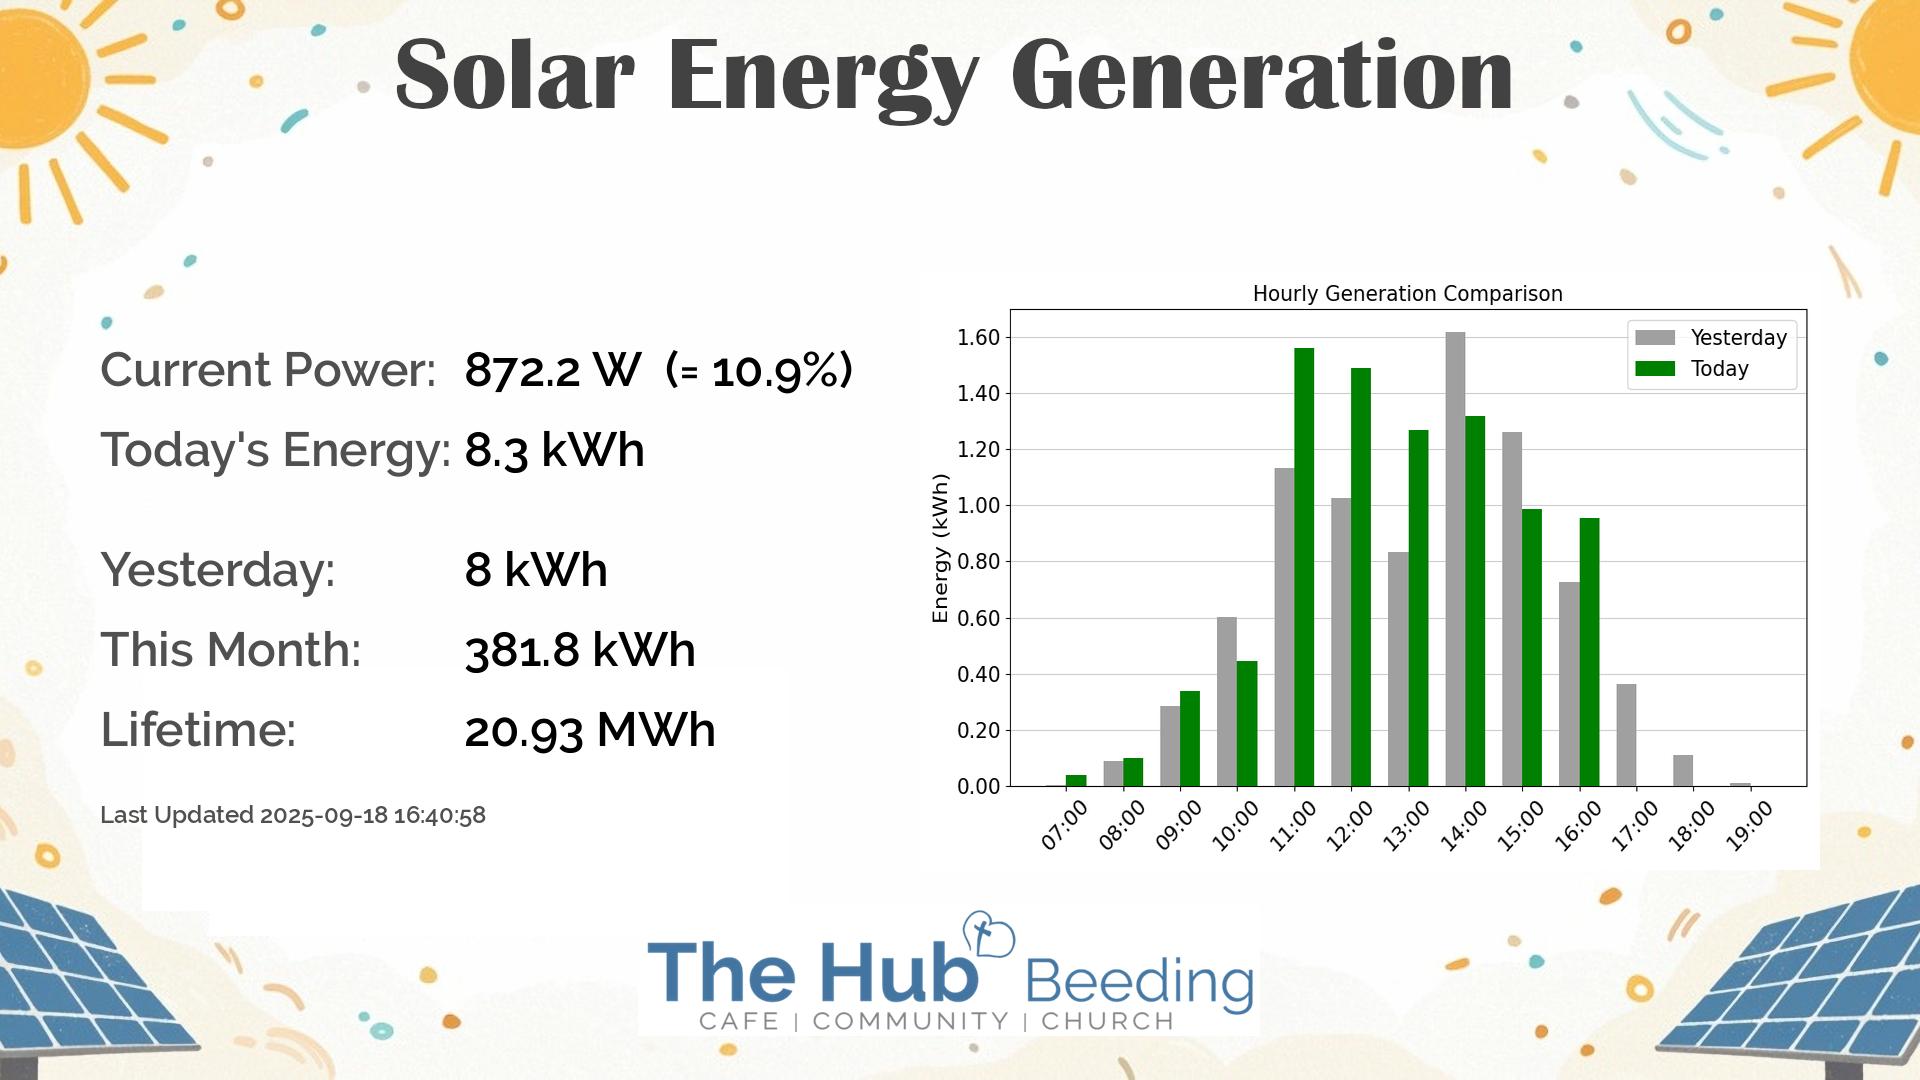 Solar Energy Generation
Current Power: 872.2 W (= 10.9%)
Today's Energy: 8.3 kWh
Yesterday: 8 kWh
This Month: 381.8 kWh
Lifetime: 20.93 MWh
Last Updated 2025-09-18 16:40:58
Hourly Generation Comparison
Yesterday
Today
Energy (kWh)
1.60
1.40
1.20
1.00
0.80
0.60
0.40
0.20
0.00
07:00 08:00 09:00 10:00 11:00 12:00 13:00 14:00 15:00 16:00 17:00 18:00 19:00
The Hub Beeding
CAFE | COMMUNITY | CHURCH